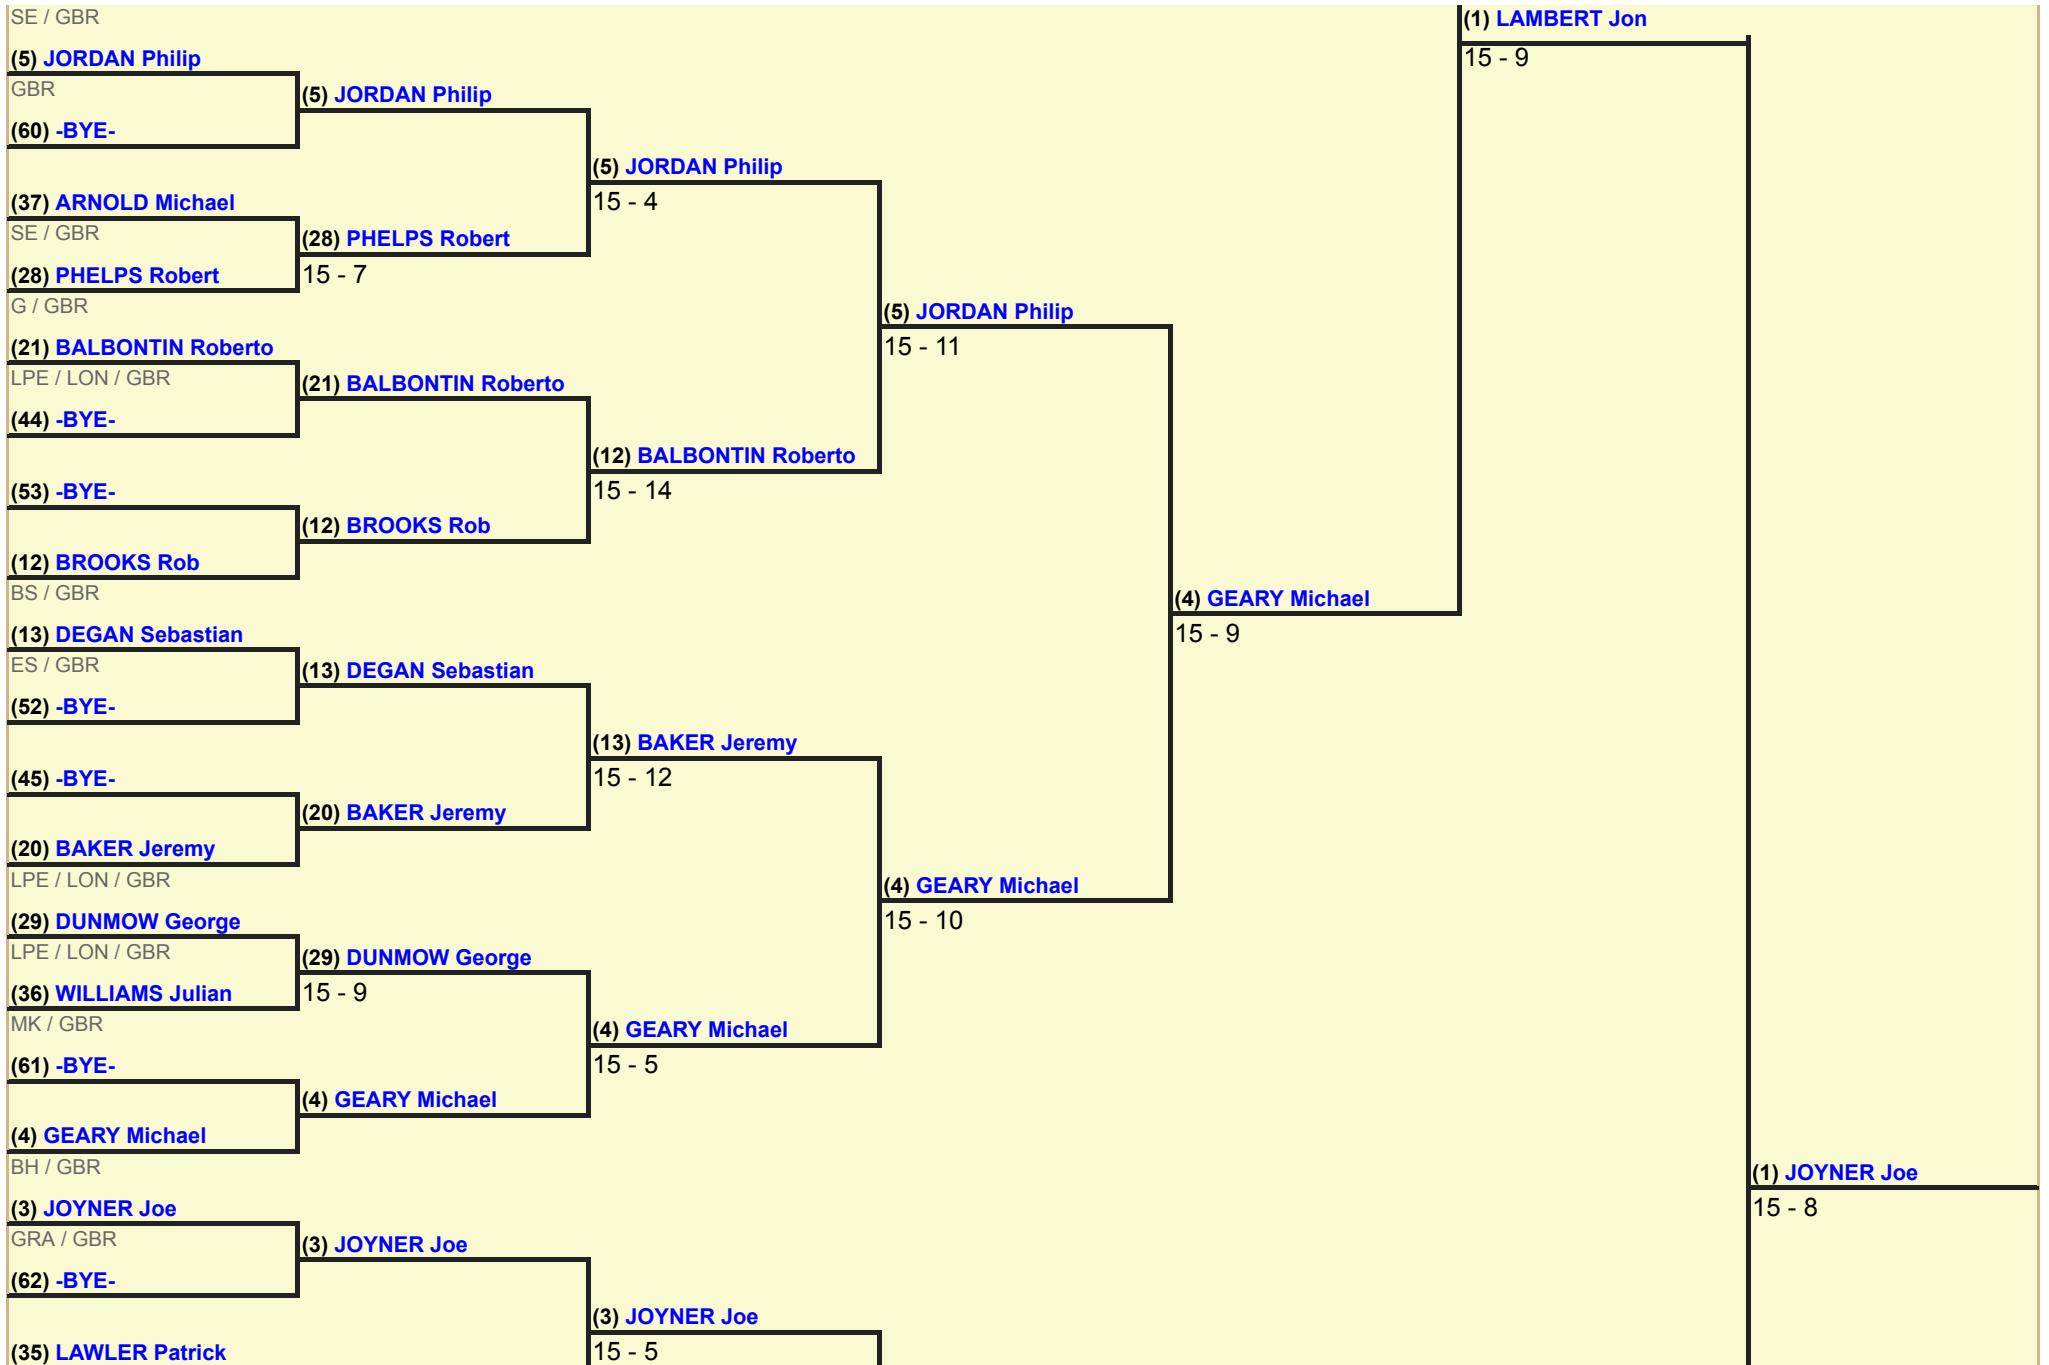 SE / GBR
(5) JORDAN Philip
GBR
(60) -BYE-
(37) ARNOLD Michael
SE / GBR
(28) PHELPS Robert
G / GBR
(21) BALBONTIN Roberto
LPE / LON / GBR
(44) -BYE-
(53) -BYE-
(12) BROOKS Rob
BS / GBR
(13) DEGAN Sebastian
ES / GBR
(52) -BYE-
(45) -BYE-
(20) BAKER Jeremy
LPE / LON / GBR
(29) DUNMOW George
LPE / LON / GBR
(36) WILLIAMS Julian
MK / GBR
(61) -BYE-
(4) GEARY Michael
BH / GBR
(3) JOYNER Joe
GRA / GBR
(62) -BYE-
(35) LAWLER Patrick
(5) JORDAN Philip
(28) PHELPS Robert
15 - 7
(21) BALBONTIN Roberto
(12) BROOKS Rob
(13) DEGAN Sebastian
(20) BAKER Jeremy
(29) DUNMOW George
15 - 9
(4) GEARY Michael
(3) JOYNER Joe
(5) JORDAN Philip
15 - 4
(12) BALBONTIN Roberto
15 - 14
(13) BAKER Jeremy
15 - 12
(4) GEARY Michael
15 - 5
(3) JOYNER Joe
15 - 5
(5) JORDAN Philip
15 - 11
(4) GEARY Michael
15 - 10
(4) GEARY Michael
15 - 9
(1) LAMBERT Jon
15 - 9
(1) JOYNER Joe
15 - 8